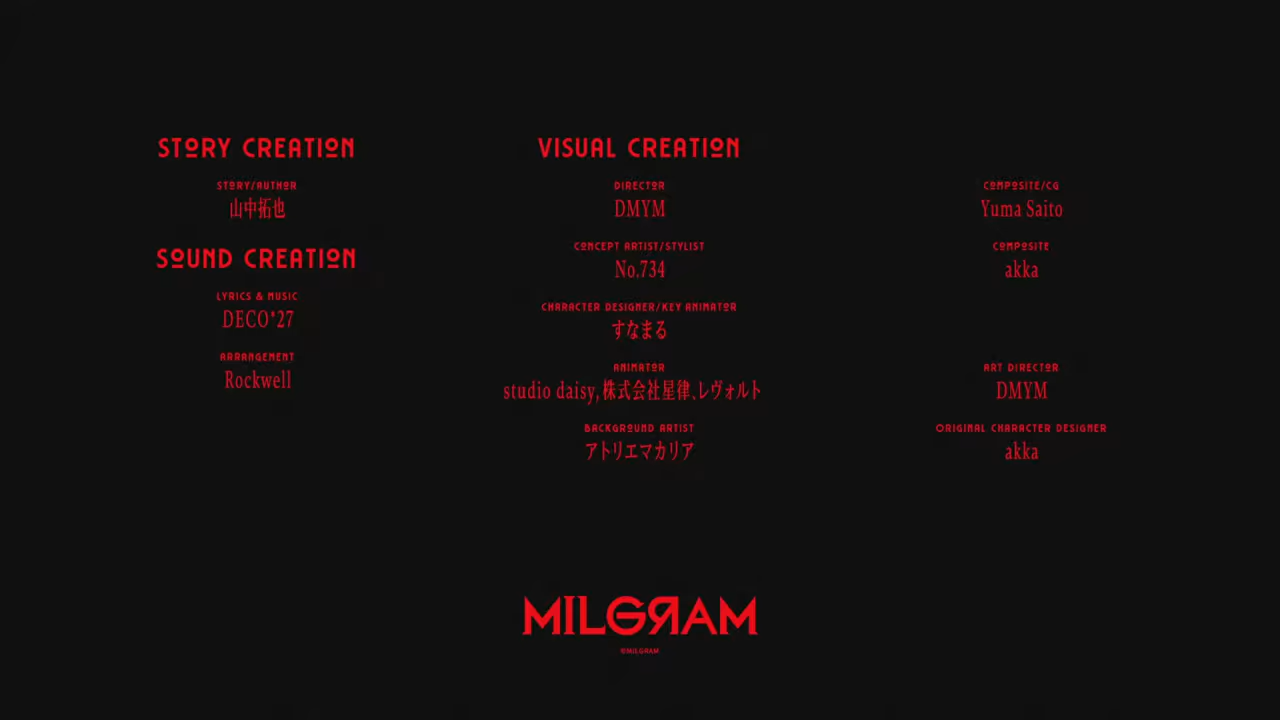 STORY CREATION
STORY/AUTHOR
山中拓也
SOUND CREATION
LYRICS & MUSIC
DECO*27
ARRANGEMENT
Rockwell
VISUAL CREATION
DIRECTOR
DMYM
CONCEPT ARTIST/STYLIST
No.734
CHARACTER DESIGNER/KEY ANIMATOR
すなまる
ANIMATOR
studio daisy,株式会社星律、レヴォルト
BACKGROUND ARTIST
アトリエマカリア
COMPOSITE/CG
Yuma Saito
COMPOSITE
akka
ART DIRECTOR
DMYM
ORIGINAL CHARACTER DESIGNER
akka
MILGRAM
©MILGRAM